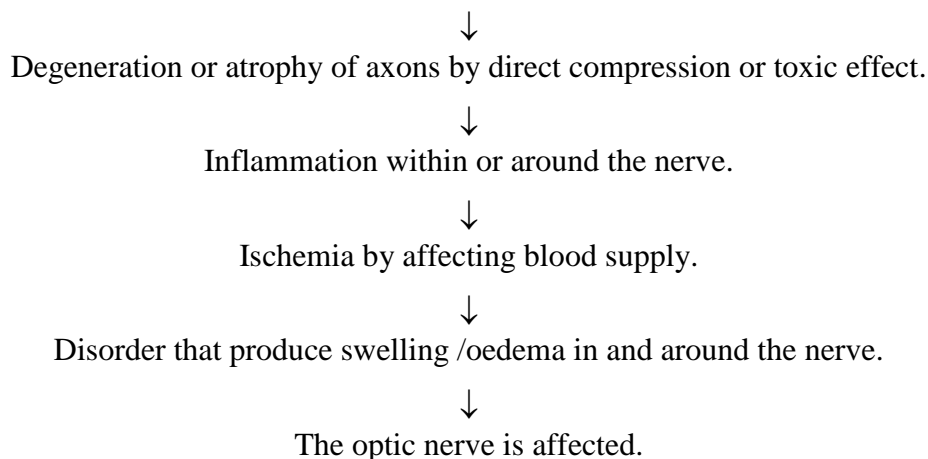 ↓
Degeneration or atrophy of axons by direct compression or toxic effect.
↓
Inflammation within or around the nerve.
↓
Ischemia by affecting blood supply.
↓
Disorder that produce swelling /oedema in and around the nerve.
↓
The optic nerve is affected.